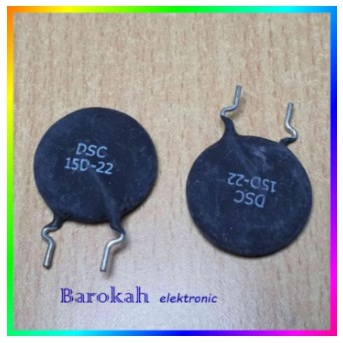 DSC
15D-22
DSC
15D-22
Barokah elektronic